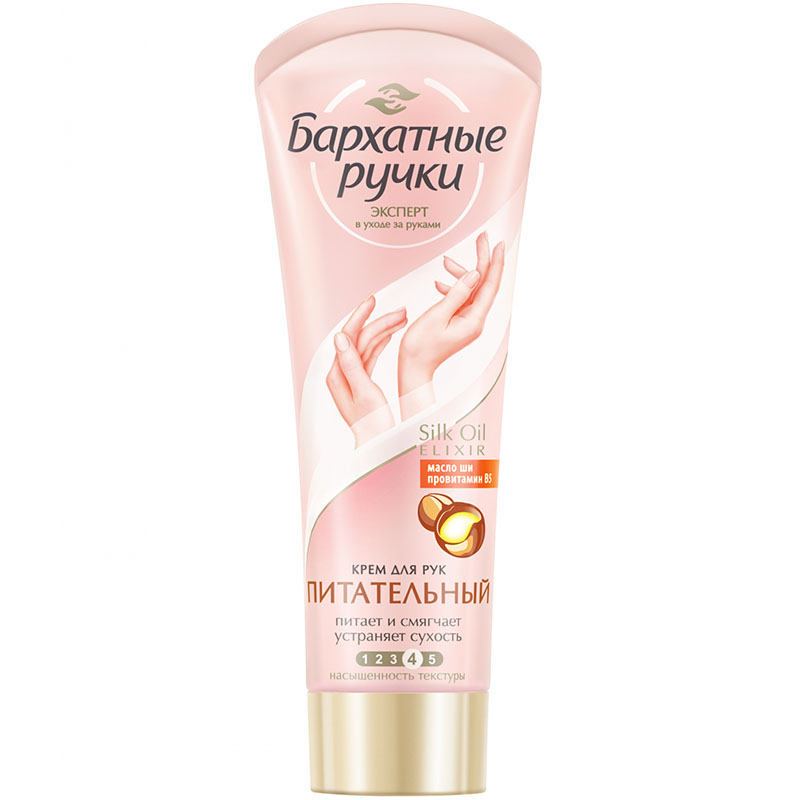 Бархатные
ручки
ЭКСПЕРТ
в уходе за руками
Silk Oil
ELIXIR
масло ши
провитамин B5
КРЕМ ДЛЯ РУК
ПИТАТЕЛЬНЫЙ
питает и смягчает
устраняет сухость
1 2 3 4 5
насыщенность текстуры